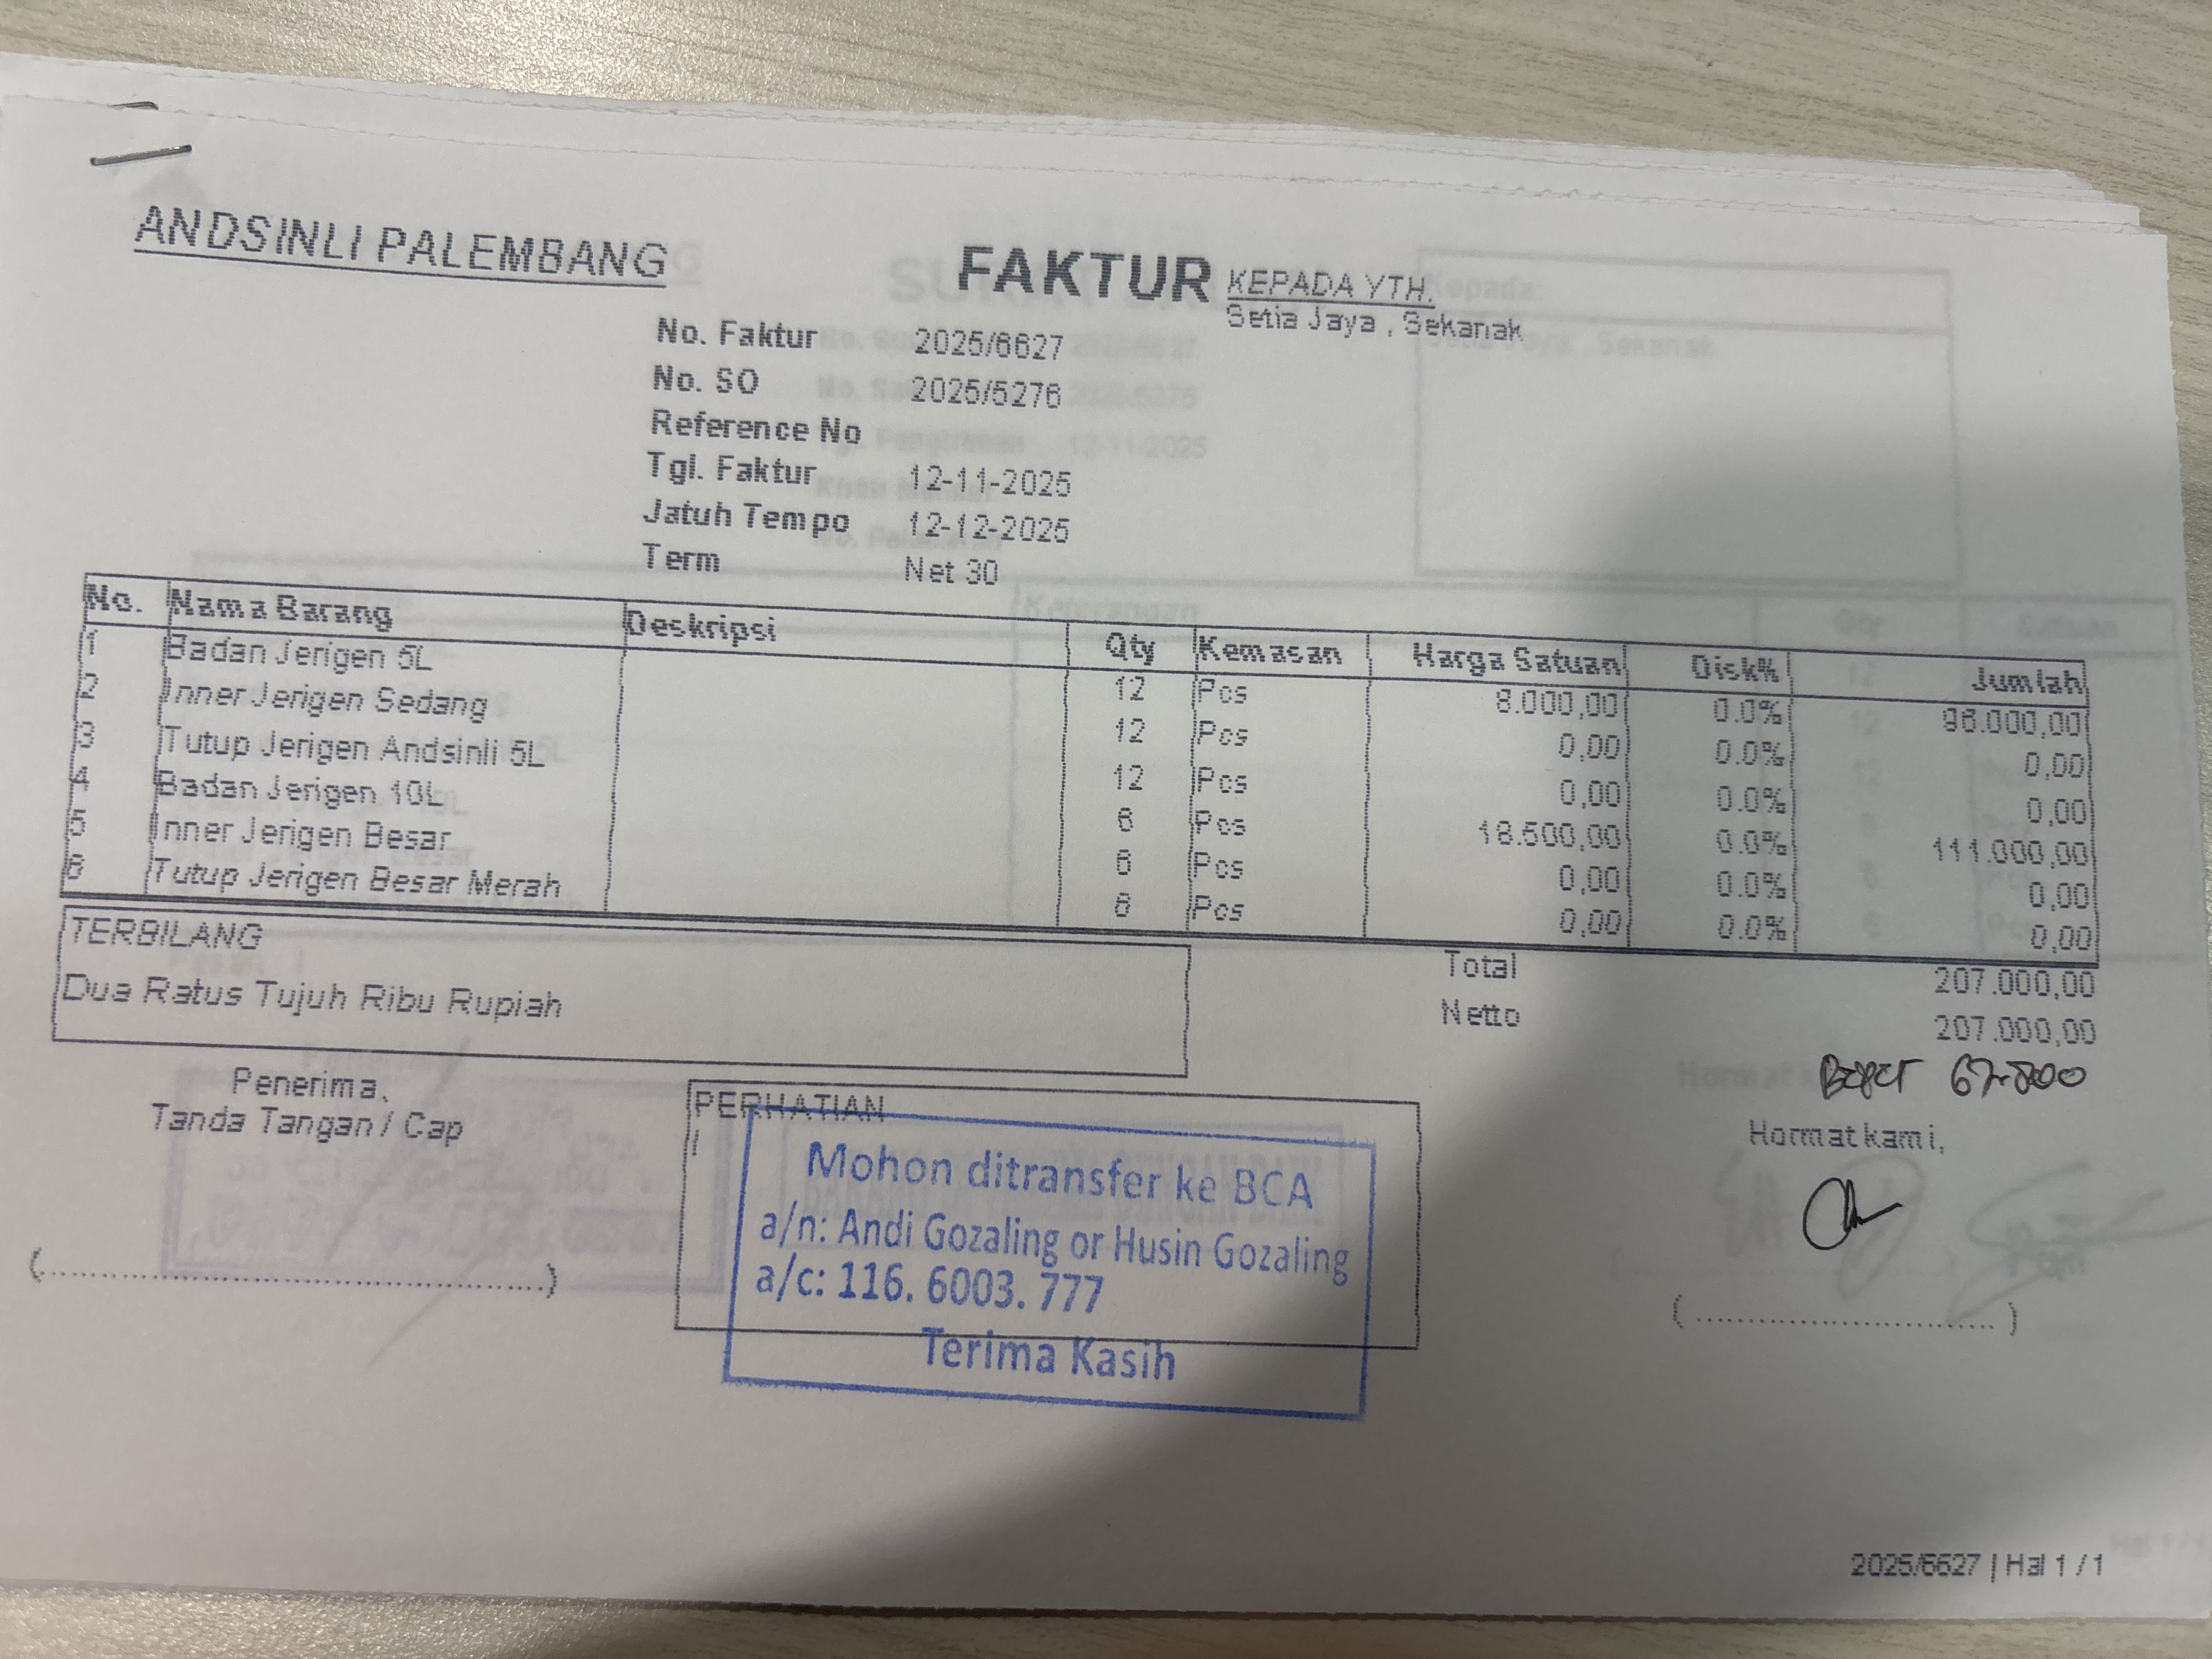 ANDSINLI PALEMBANG
FAKTUR
KEPADA YTH.
Setia Jaya , Sekanak
No. Faktur 2025/6627
No. SO 2025/5276
Reference No
Tgl. Faktur 12-11-2025
Jatuh Tempo 12-12-2025
Term Net 30
No. Nama Barang Deskripsi Qty Kemasan Harga Satuan Disk% Jumlah
1 Badan Jerigen 5L 12 Pcs 8.000,00 0.0% 96.000,00
2 Inner Jerigen Sedang 12 Pcs 0,00 0.0% 0,00
3 Tutup Jerigen Andsinli 5L 12 Pcs 0,00 0.0% 0,00
4 Badan Jerigen 10L 6 Pcs 18.500,00 0.0% 111.000,00
5 Inner Jerigen Besar 6 Pcs 0,00 0.0% 0,00
6 Tutup Jerigen Besar Merah 6 Pcs 0,00 0.0% 0,00
TERBILANG
Dua Ratus Tujuh Ribu Rupiah
Total 207.000,00
Netto 207.000,00
Penerima,
Tanda Tangan / Cap
PERHATIAN
Mohon ditransfer ke BCA
a/n: Andi Gozaling or Husin Gozaling
a/c: 116. 6003. 777
Terima Kasih
Hormat kami,
2025/6627 | Hal 1 / 1